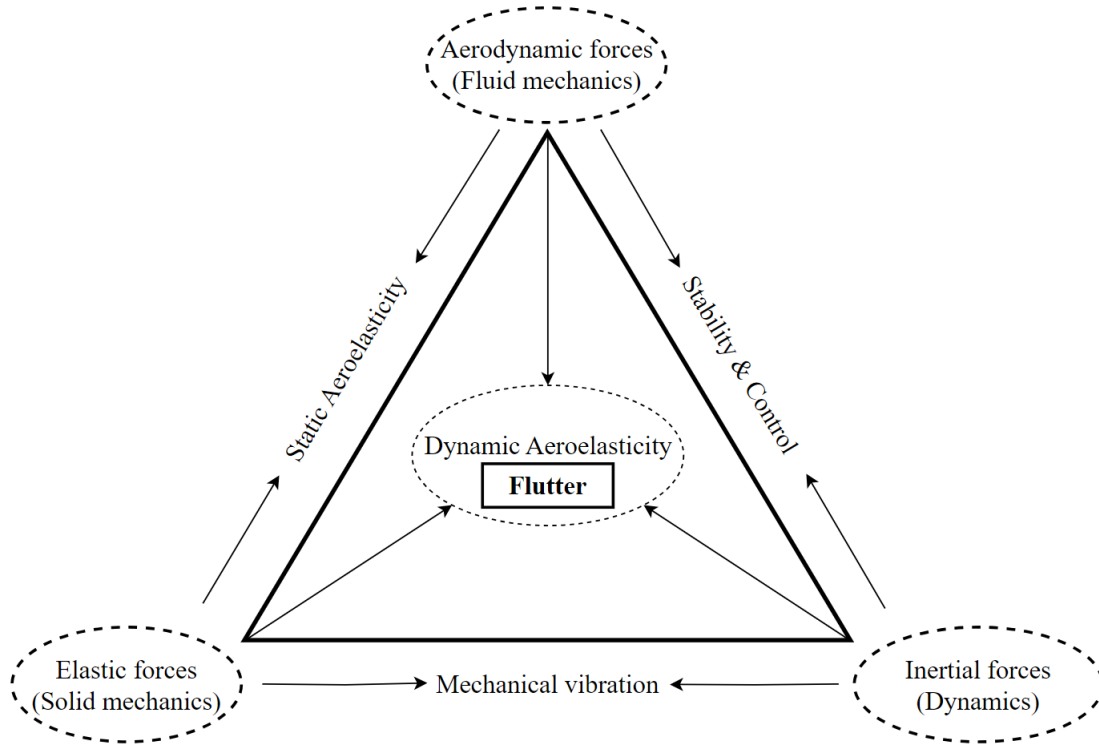 Aerodynamic forces
(Fluid mechanics)
Static Aeroelasticity
Stability & Control
Dynamic Aeroelasticity
Flutter
Elastic forces
(Solid mechanics)
Mechanical vibration
Inertial forces
(Dynamics)